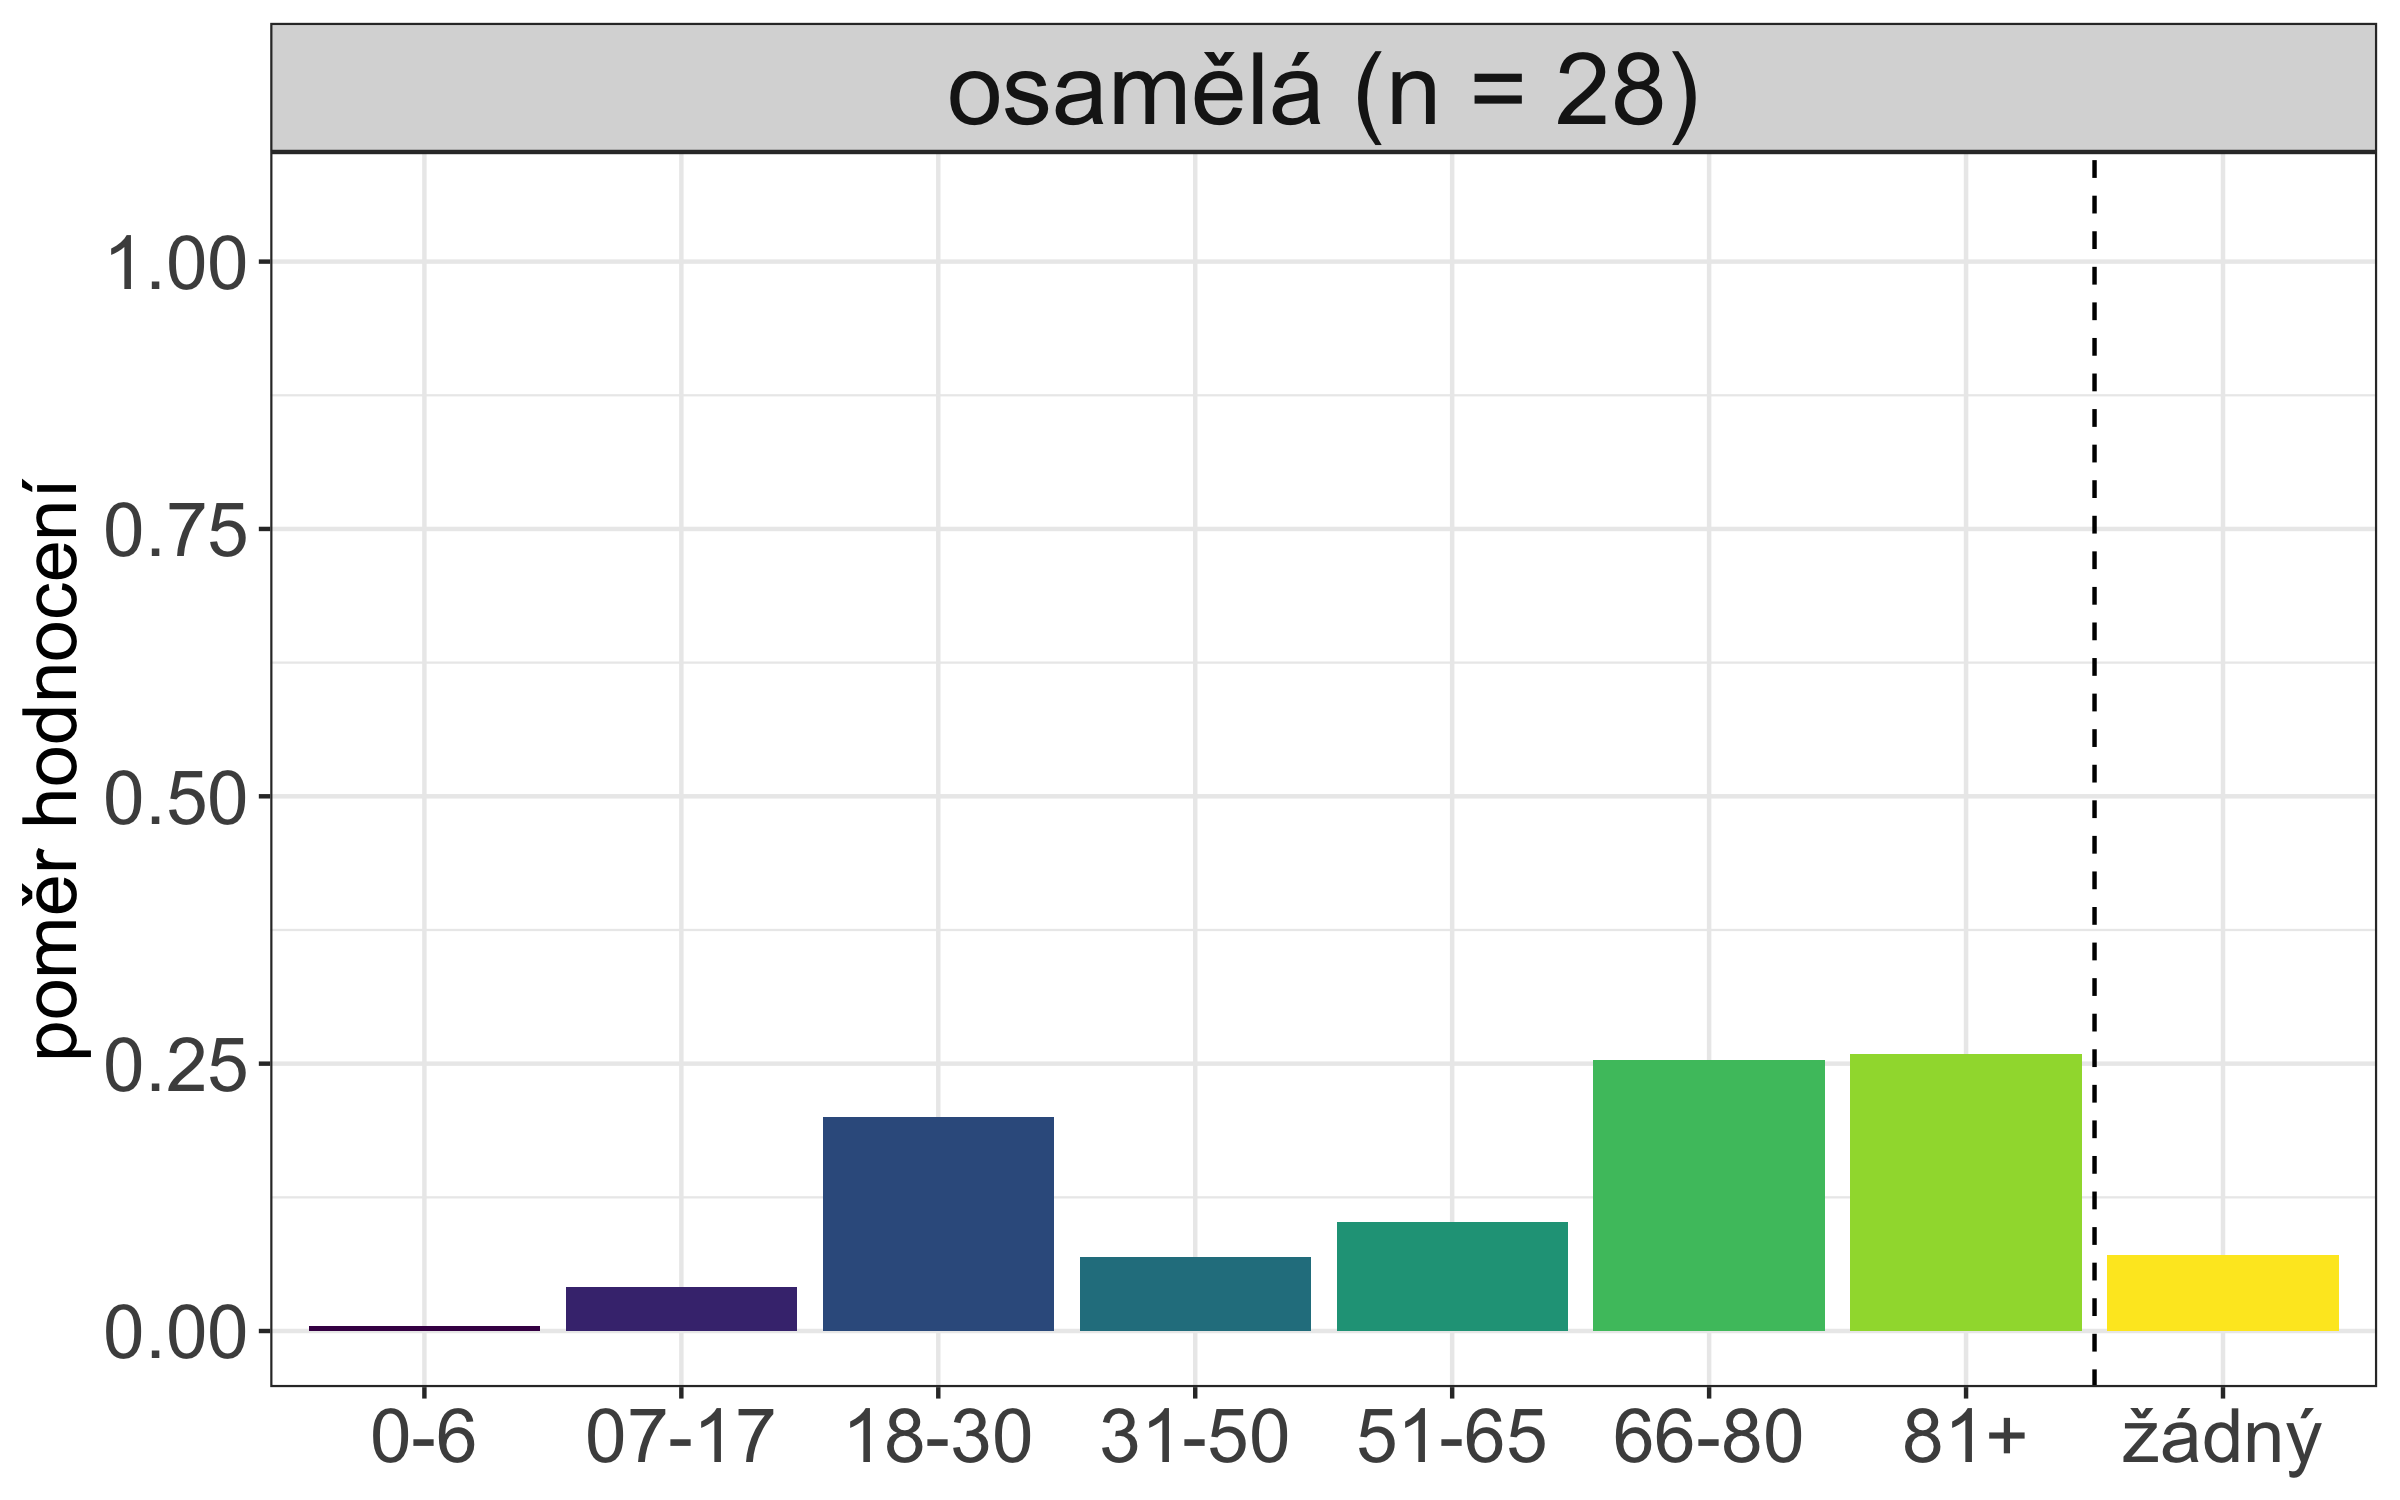 osamělá (n = 28)
poměr hodnocení
1.00
0.75
0.50
0.25
0.00
0-6 07-17 18-30 31-50 51-65 66-80 81+ žádný